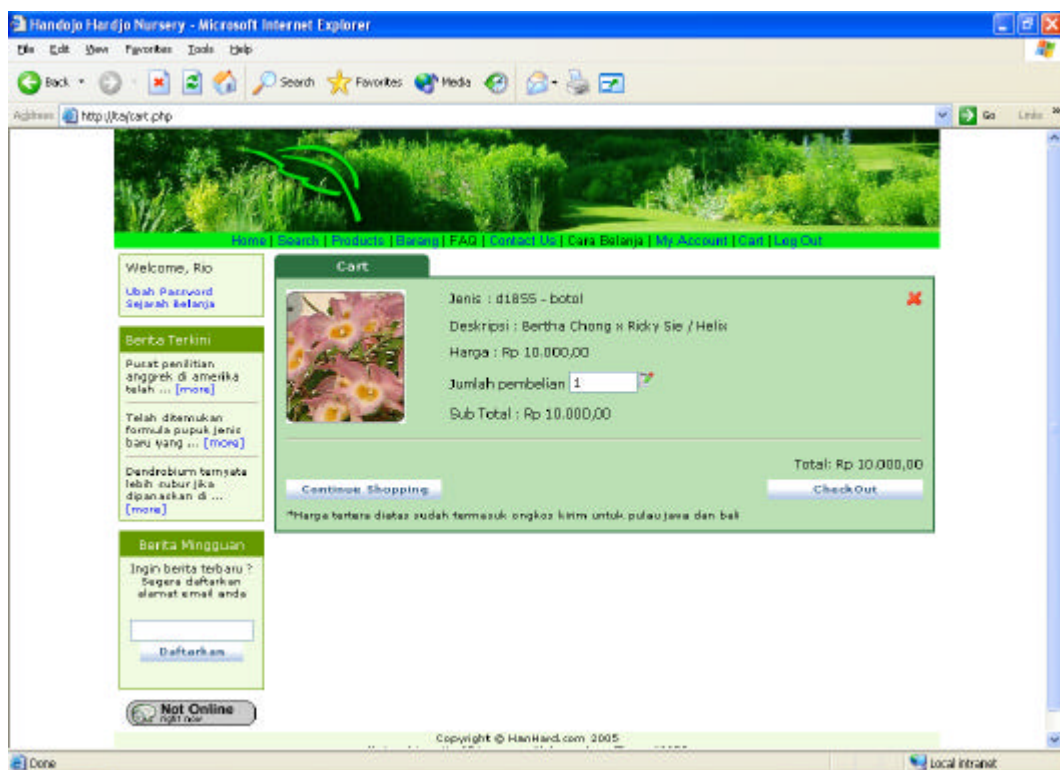 Handojo Hardjo Nursery - Microsoft Internet Explorer
File Edit View Favorites Tools Help
Back Search Favorites Media
Address http://ta/cart.php Go Links
Home | Search | Products | Barang | FAQ | Contact Us | Cara Belanja | My Account | Cart | Log Out
Welcome, Rio
Ubah Password
Sejarah Belanja
Berita Terkini
Pusat penilitian
anggrek di amerika
telah ... [more]
Telah ditemukan
formula pupuk jenis
baru yang ... [more]
Dendrobium ternyata
lebih subur jika
dipanaskan di ...
[more]
Berita Mingguan
Ingin berita terbaru ?
Segera daftarkan
alamat email anda
Daftarkan
Not Online
right now
Cart
Jenis : d1855 - botol
Deskripsi : Bertha Chong x Ricky Sie / Helix
Harga : Rp 10.000,00
Jumlah pembelian 1
Sub Total : Rp 10.000,00
Total: Rp 10.000,00
Continue Shopping CheckOut
*Harga tertera diatas sudah termasuk ongkos kirim untuk pulau jawa dan bali
Copyright © HanHard.com 2005
Done Local intranet